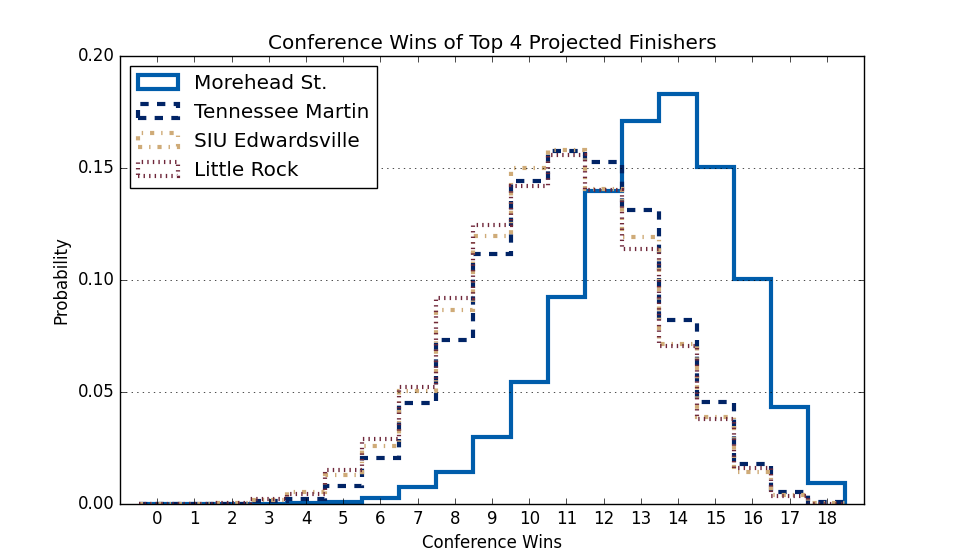 Conference Wins of Top 4 Projected Finishers
0.20
Morehead St.
Tennessee Martin
SIU Edwardsville
Little Rock
0.15
0.10
0.05
0.00
Probability
0 1 2 3 4 5 6 7 8 9 10 11 12 13 14 15 16 17 18
Conference Wins